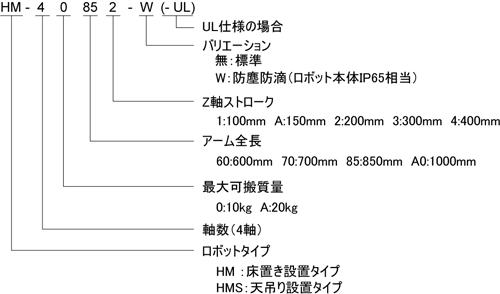 HM - 4 0 85 2 - W (- UL)
UL仕様の場合
バリエーション
無：標準
W：防塵防滴（ロボット本体IP65相当）
Z軸ストローク
1:100mm A:150mm 2:200mm 3:300mm 4:400mm
アーム全長
60:600mm 70:700mm 85:850mm A0:1000mm
最大可搬質量
0:10kg A:20kg
軸数（4軸）
ロボットタイプ
HM ：床置き設置タイプ
HMS：天吊り設置タイプ